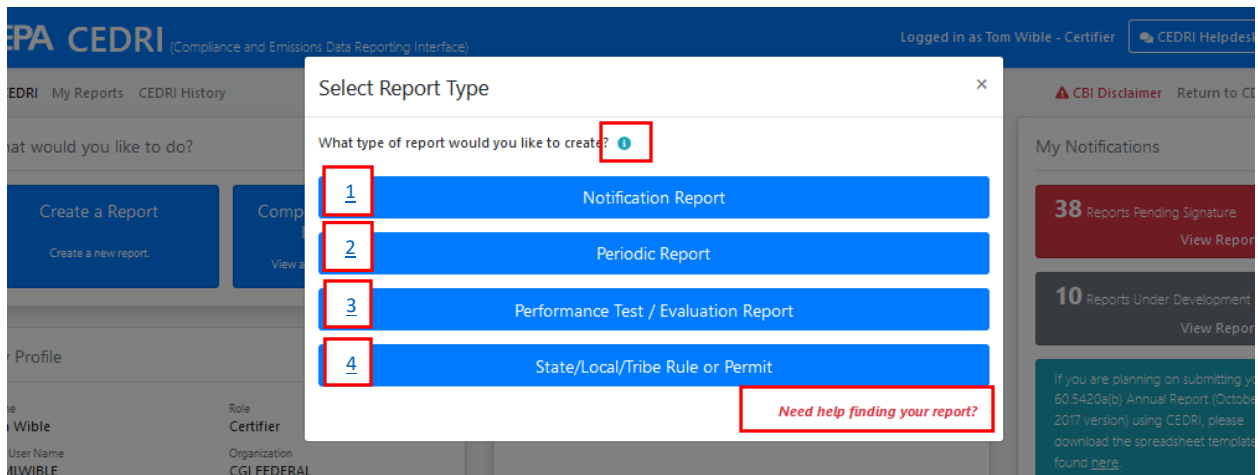 EPA CEDRI (Compliance and Emissions Data Reporting Interface)
Logged in as Tom Wible - Certifier
CEDRI Helpdesk
CEDRI My Reports CEDRI History
CBI Disclaimer Return to
Select Report Type
×
What type of report would you like to create?
1 Notification Report
2 Periodic Report
3 Performance Test / Evaluation Report
4 State/Local/Tribe Rule or Permit
Need help finding your report?
would you like to do?
Create a Report
Create a new report.
View
My Notifications
38 Reports Pending Signature
View Repor
10 Reports Under Development
View Repor
Profile
Wible
Role
Certifier
User Name
MLWIBLE
Organization
CGI FEDERAL
If you are planning on submitting
60.5420a(b) Annual Report (Octobe
2017 version) using CEDRI, please
download the spreadsheet template
found here.